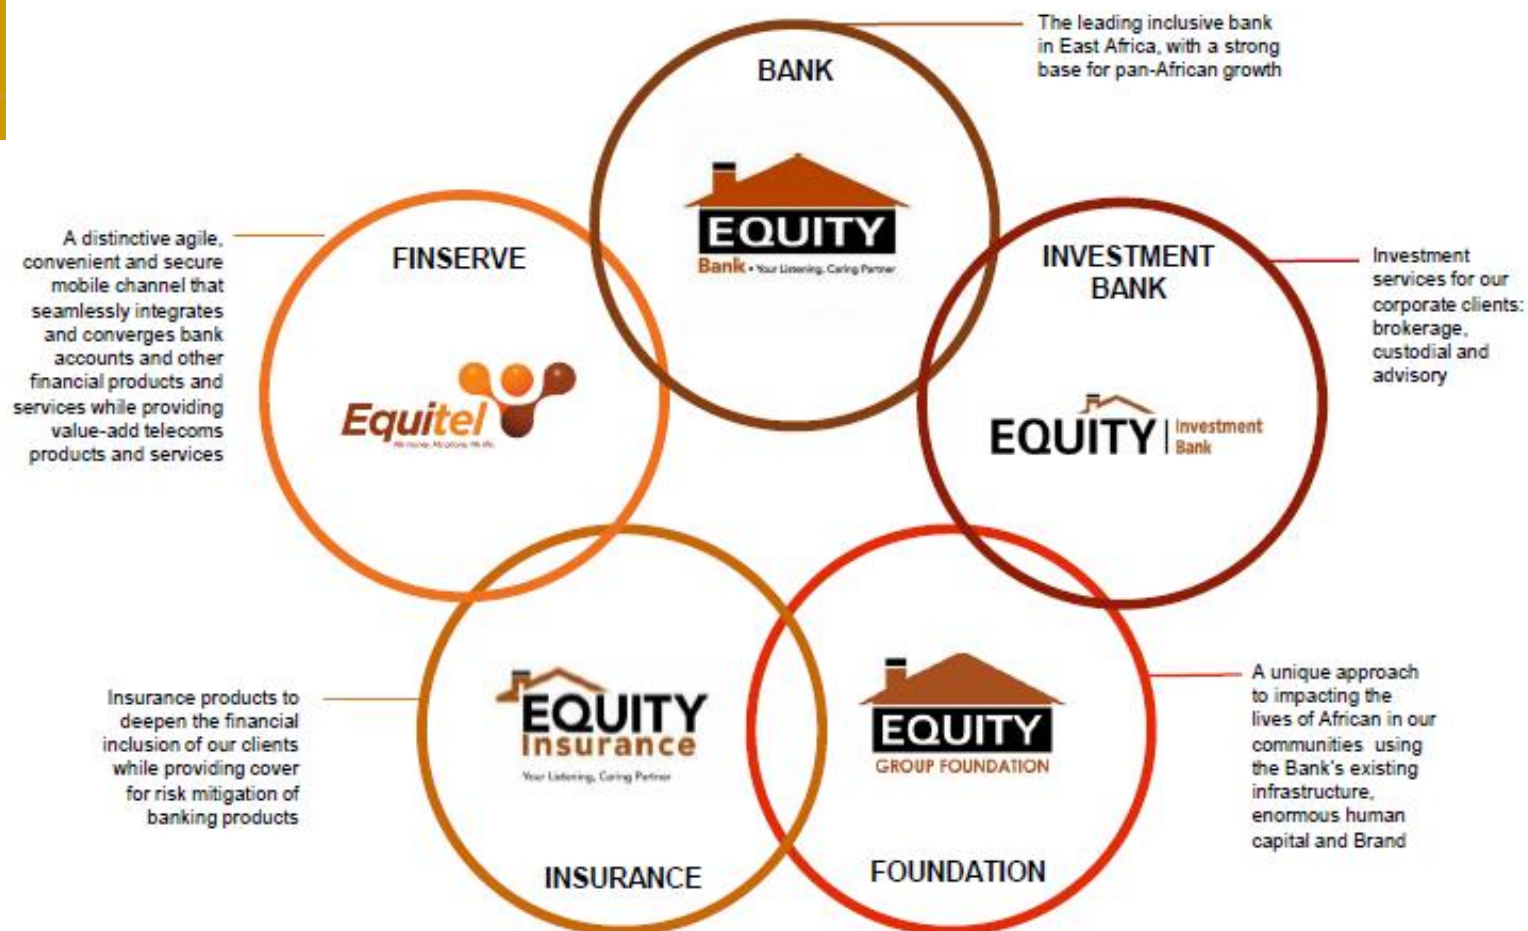 The leading inclusive bank
in East Africa, with a strong
base for pan-African growth
BANK
EQUITY
Bank • Your Listening, Caring Partner
A distinctive agile,
convenient and secure
mobile channel that
seamlessly integrates
and converges bank
accounts and other
financial products and
services while providing
value-add telecoms
products and services
FINSERVE
Equitel
My money. My phone. My life.
INVESTMENT
BANK
EQUITY
Investment
Bank
Investment
services for our
corporate clients:
brokerage,
custodial and
advisory
Insurance products to
deepen the financial
inclusion of our clients
while providing cover
for risk mitigation of
banking products
EQUITY
Insurance
Your Listening, Caring Partner
INSURANCE
EQUITY
GROUP FOUNDATION
FOUNDATION
A unique approach
to impacting the
lives of African in our
communities using
the Bank's existing
infrastructure,
enormous human
capital and Brand